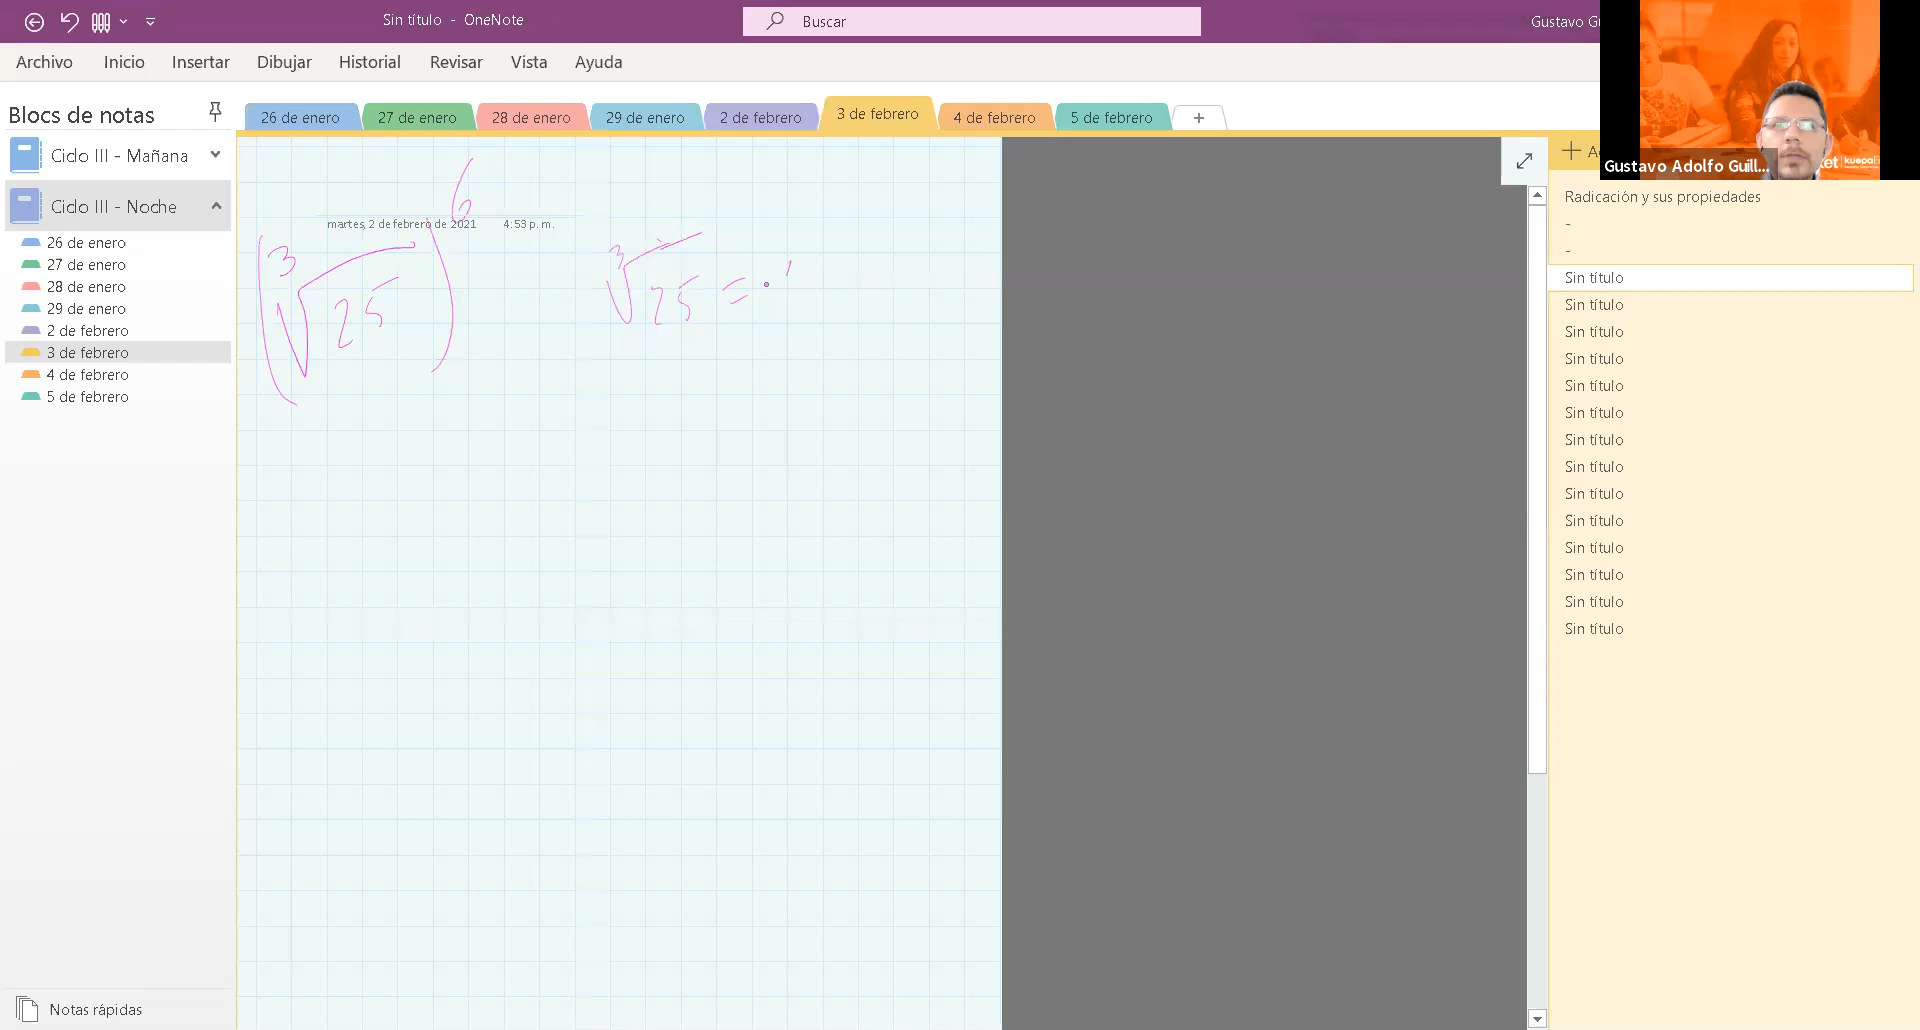 Sin título - OneNote
Buscar
Gustavo Gu
Archivo Inicio Insertar Dibujar Historial Revisar Vista Ayuda
Blocs de notas
26 de enero 27 de enero 28 de enero 29 de enero 2 de febrero 3 de febrero 4 de febrero 5 de febrero +
Ciclo III - Mañana
Ciclo III - Noche
26 de enero
27 de enero
28 de enero
29 de enero
2 de febrero
3 de febrero
4 de febrero
5 de febrero
Notas rápidas
martes, 2 de febrero de 2021 4:53 p. m.
(∛25)^6
∛25 =
Gustavo Adolfo Guill...
Radicación y sus propiedades
-
-
Sin título
Sin título
Sin título
Sin título
Sin título
Sin título
Sin título
Sin título
Sin título
Sin título
Sin título
Sin título
Sin título
Sin título